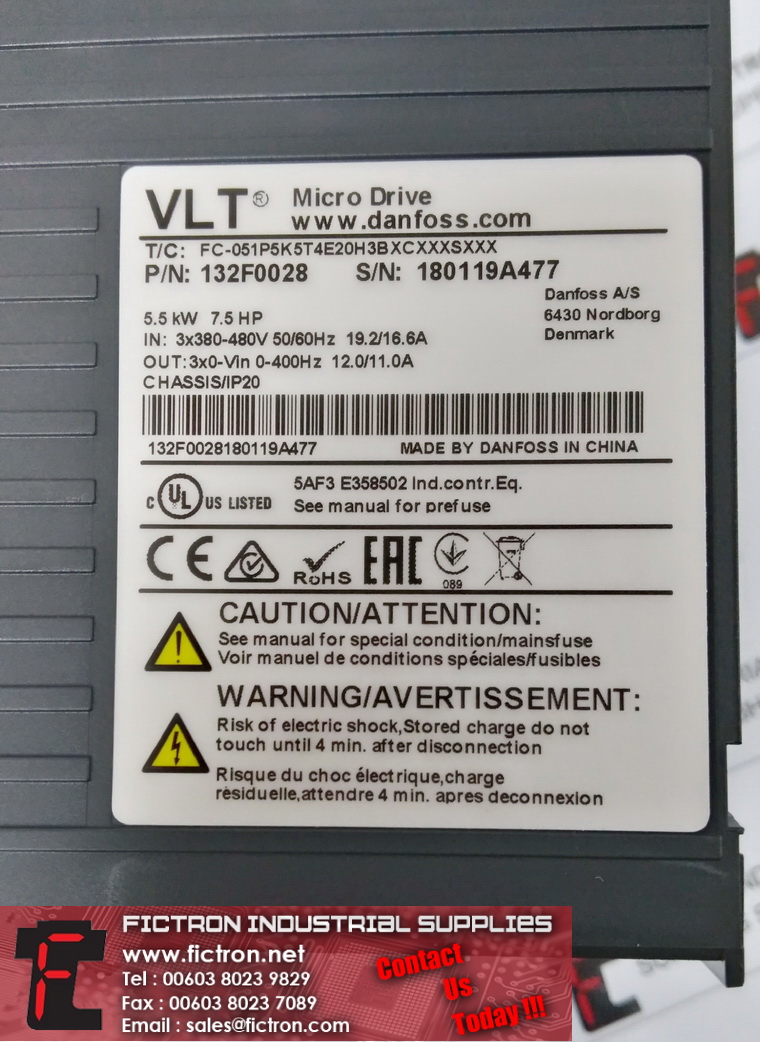 VLT® Micro Drive
www.danfoss.com
T/C: FC-051P5K5T4E20H3BXCXXXSXXX
P/N: 132F0028 S/N: 180119A477
5.5 kW 7.5 HP
IN: 3x380-480V 50/60Hz 19.2/16.6A
OUT:3x0-Vin 0-400Hz 12.0/11.0A
CHASSIS/IP20
Danfoss A/S
6430 Nordborg
Denmark
132F0028180119A477 MADE BY DANFOSS IN CHINA
C UL US LISTED
5AF3 E358502 Ind.contr.Eq.
See manual for prefuse
CE RoHS EAC
089
CAUTION/ATTENTION:
See manual for special condition/mainsfuse
Voir manuel de conditions spéciales/fusibles
WARNING/AVERTISSEMENT:
Risk of electric shock,Stored charge do not
touch until 4 min. after disconnection
Risque du choc électrique,charge
résiduelle,attendre 4 min. apres deconnexion
FICTRON INDUSTRIAL SUPPLIES
www.fictron.net
Tel : 00603 8023 9829
Fax : 00603 8023 7089
Email : sales@fictron.com
Contact
Us
Today !!!